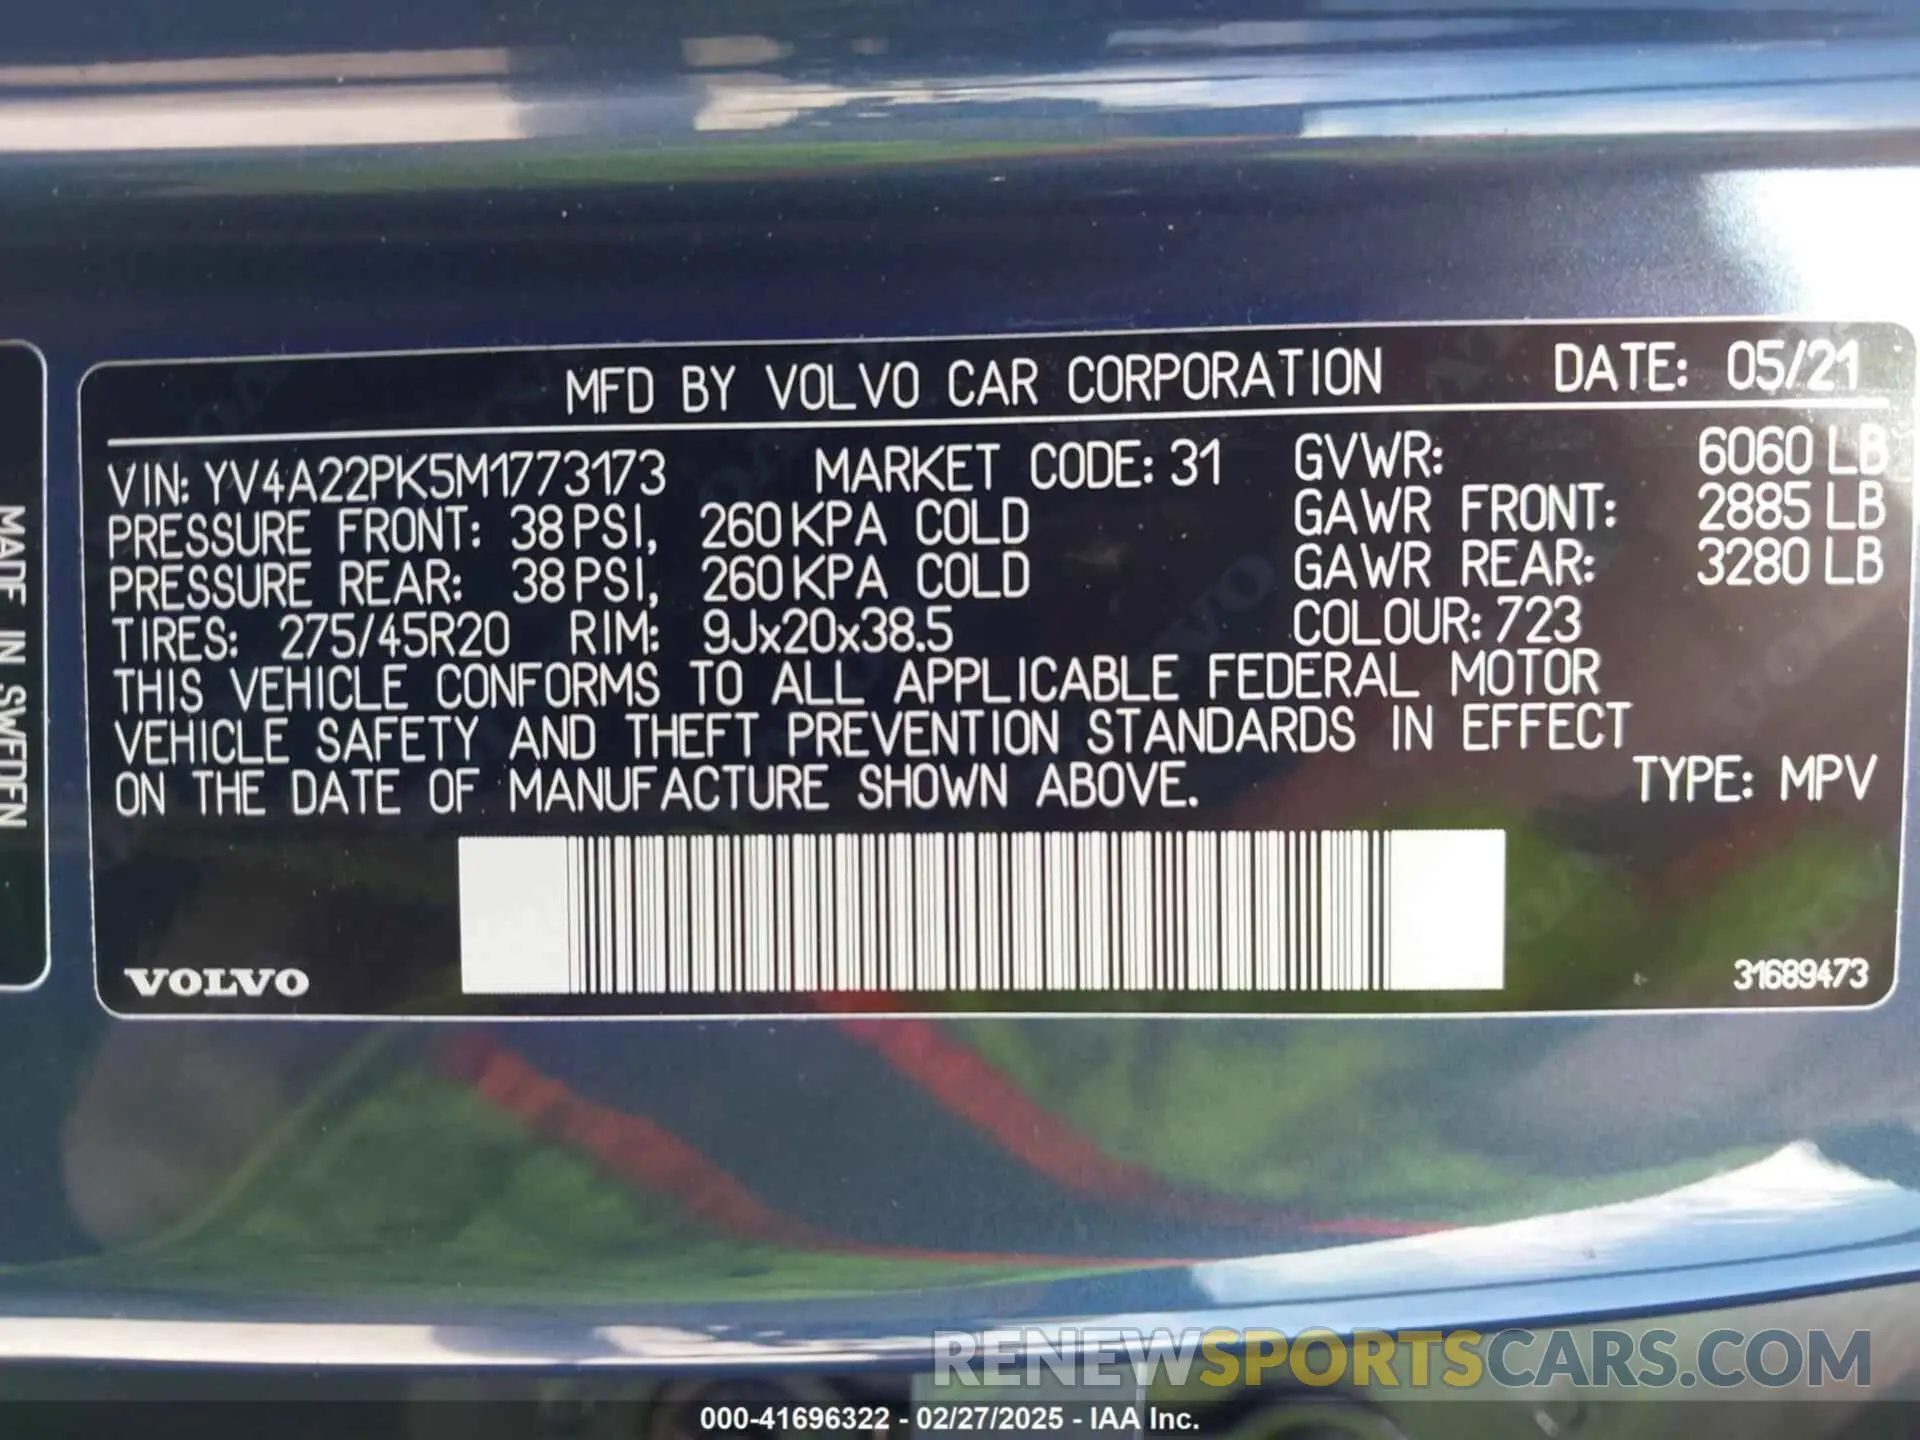 MFD BY VOLVO CAR CORPORATION DATE: 05/21
VIN: YV4A22PK5M1773173 MARKET CODE: 31 GVWR: 6060 LB
PRESSURE FRONT: 38 PSI, 260 KPA COLD GAWR FRONT: 2885 LB
PRESSURE REAR: 38 PSI, 260 KPA COLD GAWR REAR: 3280 LB
TIRES: 275/45R20 RIM: 9Jx20x38.5 COLOUR: 723
THIS VEHICLE CONFORMS TO ALL APPLICABLE FEDERAL MOTOR
VEHICLE SAFETY AND THEFT PREVENTION STANDARDS IN EFFECT
ON THE DATE OF MANUFACTURE SHOWN ABOVE. TYPE: MPV
VOLVO
31689473
MADE IN SWEDEN
RENEWSPORTSCARS.COM
000-41696322 - 02/27/2025 - IAA Inc.